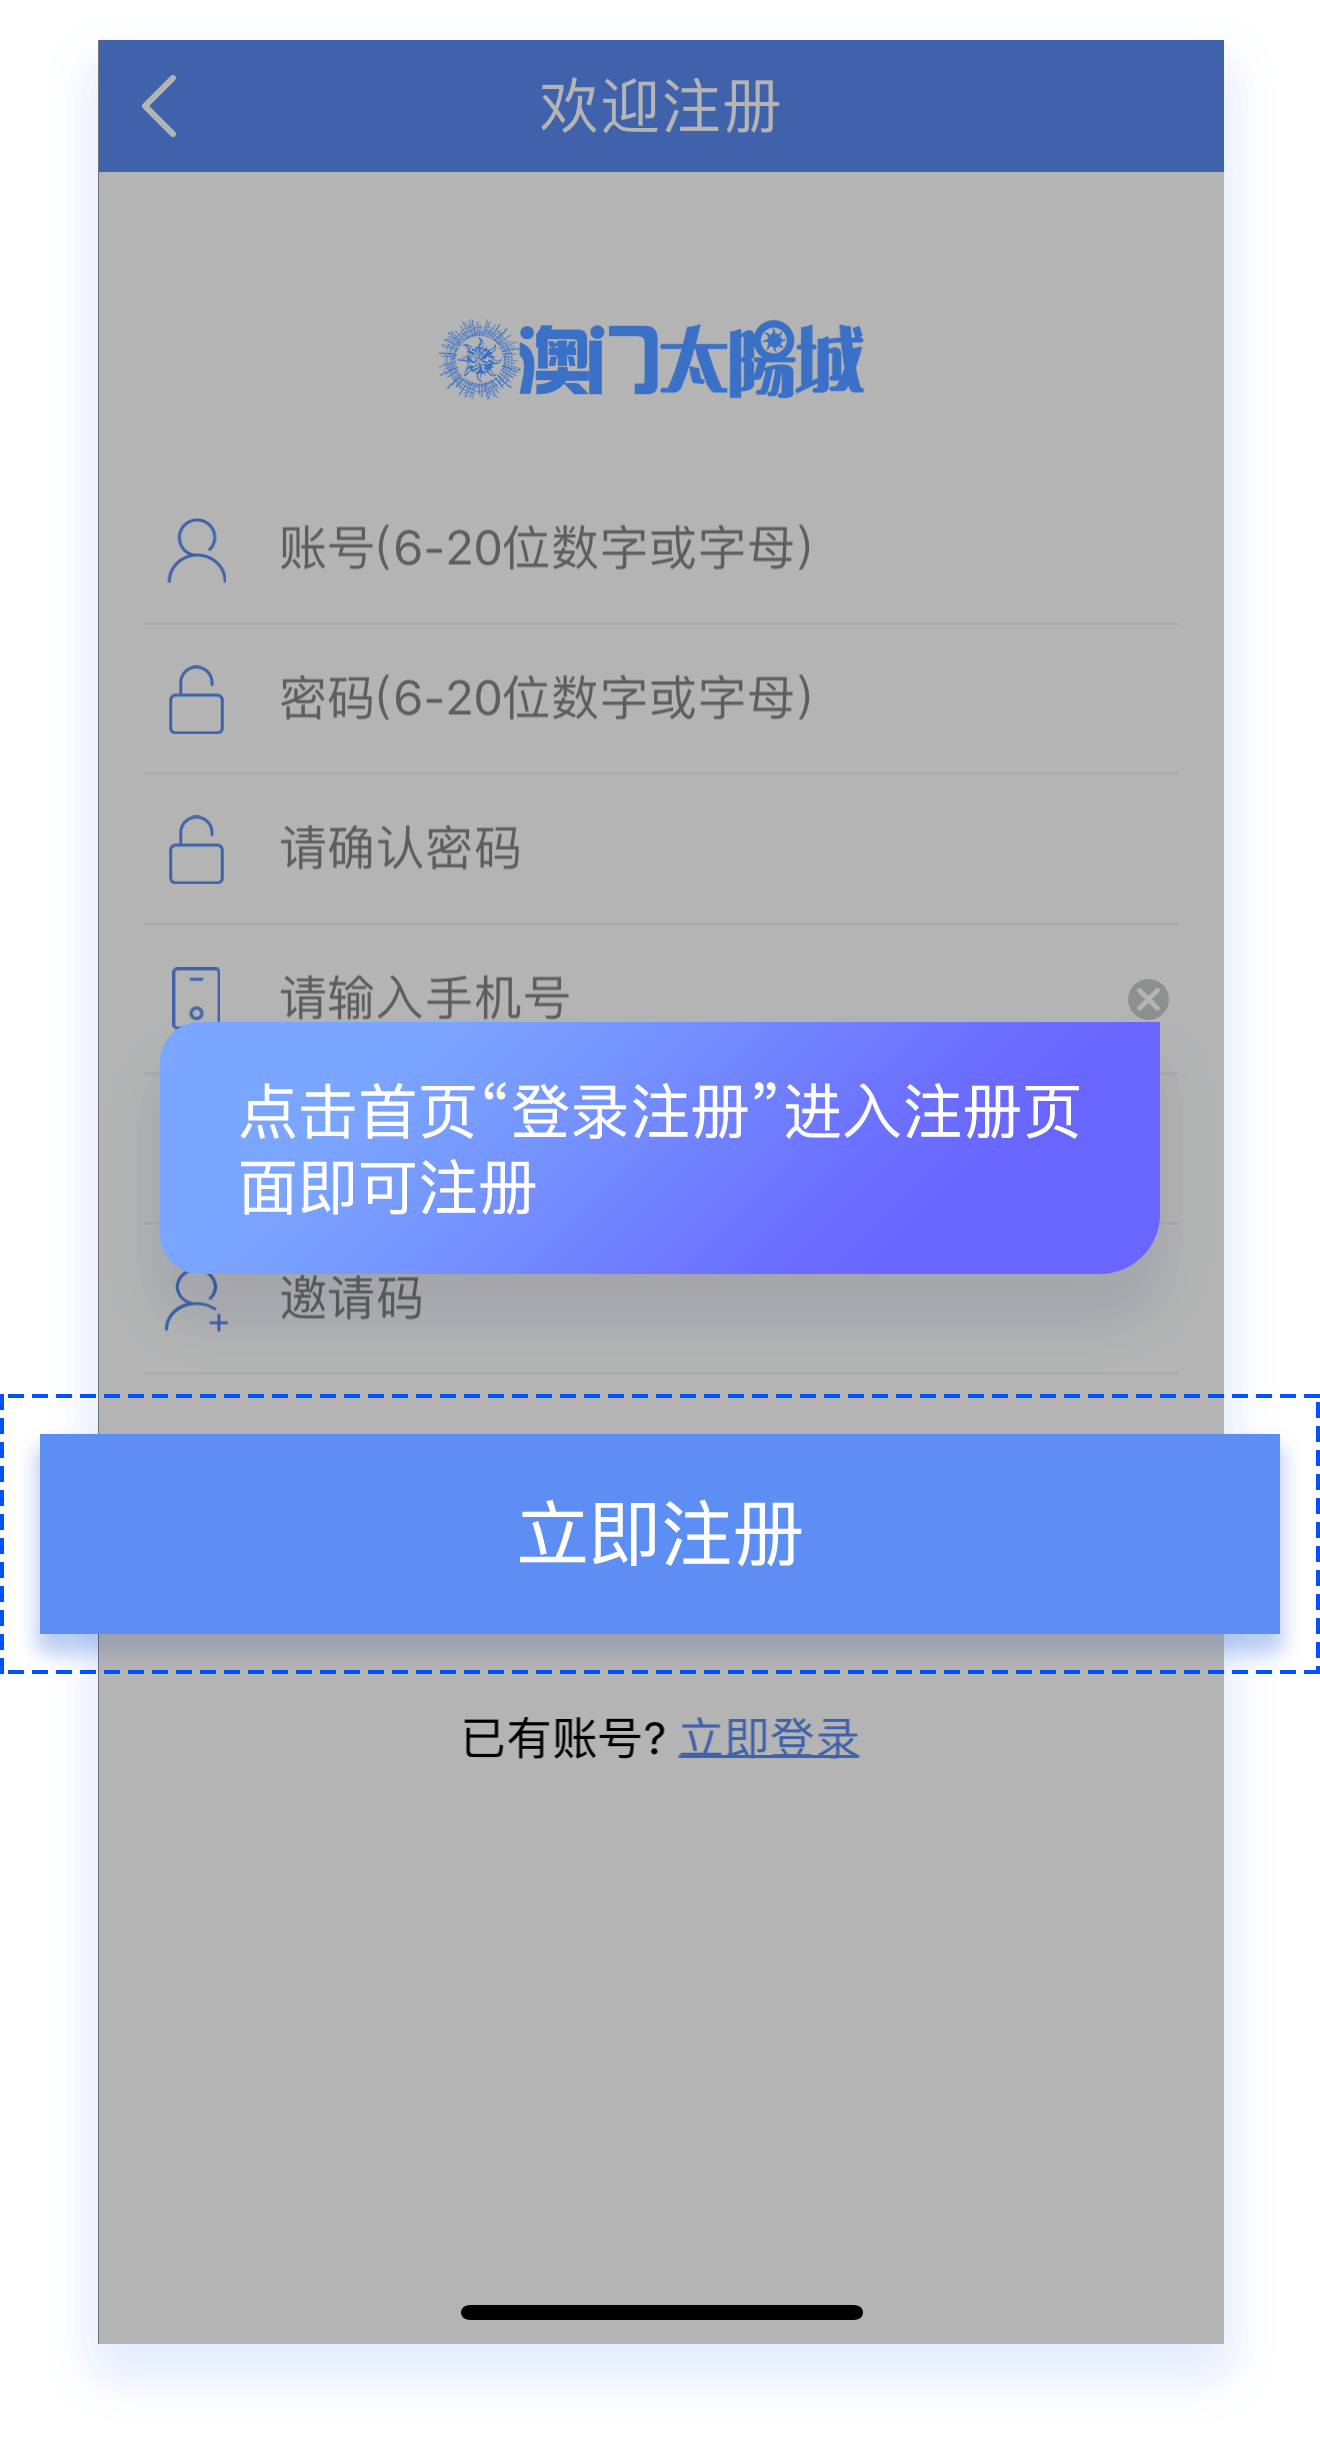 欢迎注册
澳门太陽城
账号(6-20位数字或字母)
密码(6-20位数字或字母)
请确认密码
请输入手机号
点击首页“登录注册”进入注册页
面即可注册
邀请码
立即注册
已有账号? 立即登录